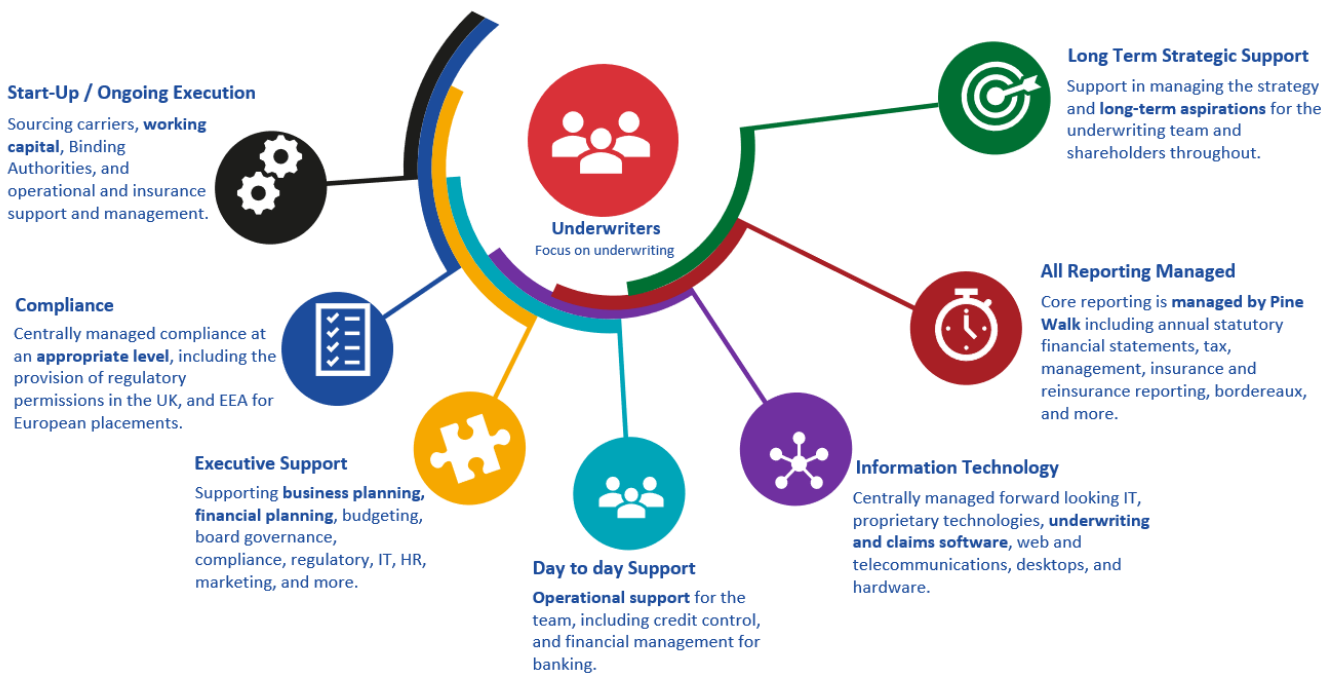 Start-Up / Ongoing Execution
Sourcing carriers, working
capital, Binding
Authorities, and
operational and insurance
support and management.
Compliance
Centrally managed compliance at
an appropriate level, including the
provision of regulatory
permissions in the UK, and EEA for
European placements.
Executive Support
Supporting business planning,
financial planning, budgeting,
board governance,
compliance, regulatory, IT, HR,
marketing, and more.
Underwriters
Focus on underwriting
Day to day Support
Operational support for the
team, including credit control,
and financial management for
banking.
Information Technology
Centrally managed forward looking IT,
proprietary technologies, underwriting
and claims software, web and
telecommunications, desktops, and
hardware.
All Reporting Managed
Core reporting is managed by Pine
Walk including annual statutory
financial statements, tax,
management, insurance and
reinsurance reporting, bordereaux,
and more.
Long Term Strategic Support
Support in managing the strategy
and long-term aspirations for the
underwriting team and
shareholders throughout.